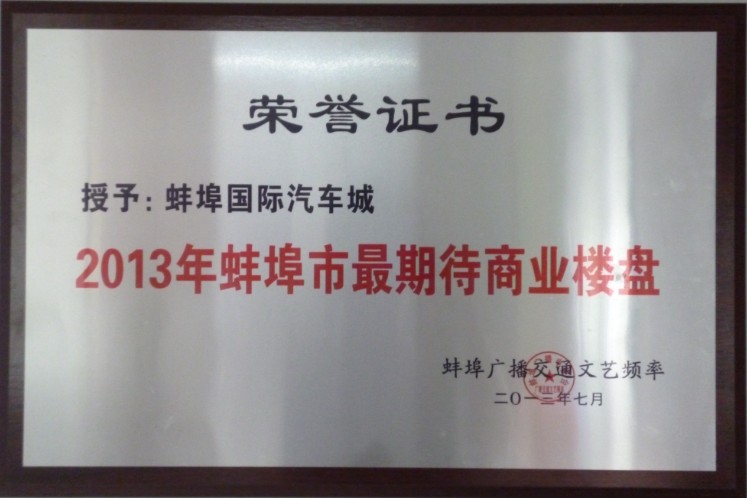 荣誉证书
授予：蚌埠国际汽车城
2013年蚌埠市最期待商业楼盘
蚌埠广播交通文艺频率
二〇一三年七月